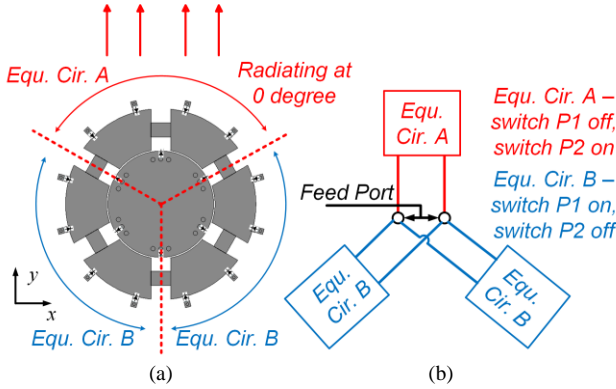 Equ. Cir. A
Radiating at
0 degree
Equ. Cir. B
Equ. Cir. B
y
x
(a)
Equ.
Cir. A
Feed Port
Equ.
Cir. B
Equ.
Cir. B
Equ. Cir. A –
switch P1 off,
switch P2 on
Equ. Cir. B –
switch P1 on,
switch P2 off
(b)